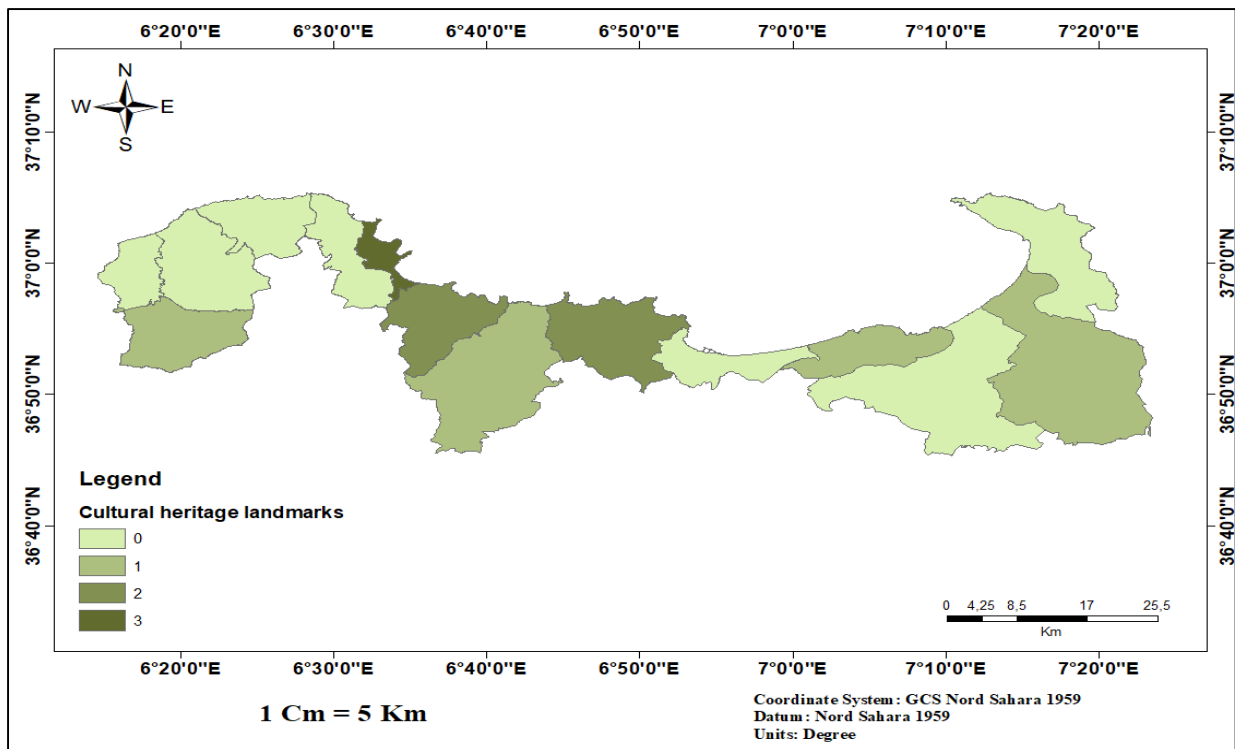 6°20'0"E 6°30'0"E 6°40'0"E 6°50'0"E 7°0'0"E 7°10'0"E 7°20'0"E
N
W E
S
37°10'0"N 37°10'0"N
37°0'0"N 37°0'0"N
36°50'0"N 36°50'0"N
36°40'0"N 36°40'0"N
Legend
Cultural heritage landmarks
0
1
2
3
0 4,25 8,5 17 25,5
Km
6°20'0"E 6°30'0"E 6°40'0"E 6°50'0"E 7°0'0"E 7°10'0"E 7°20'0"E
1 Cm = 5 Km
Coordinate System: GCS Nord Sahara 1959
Datum: Nord Sahara 1959
Units: Degree